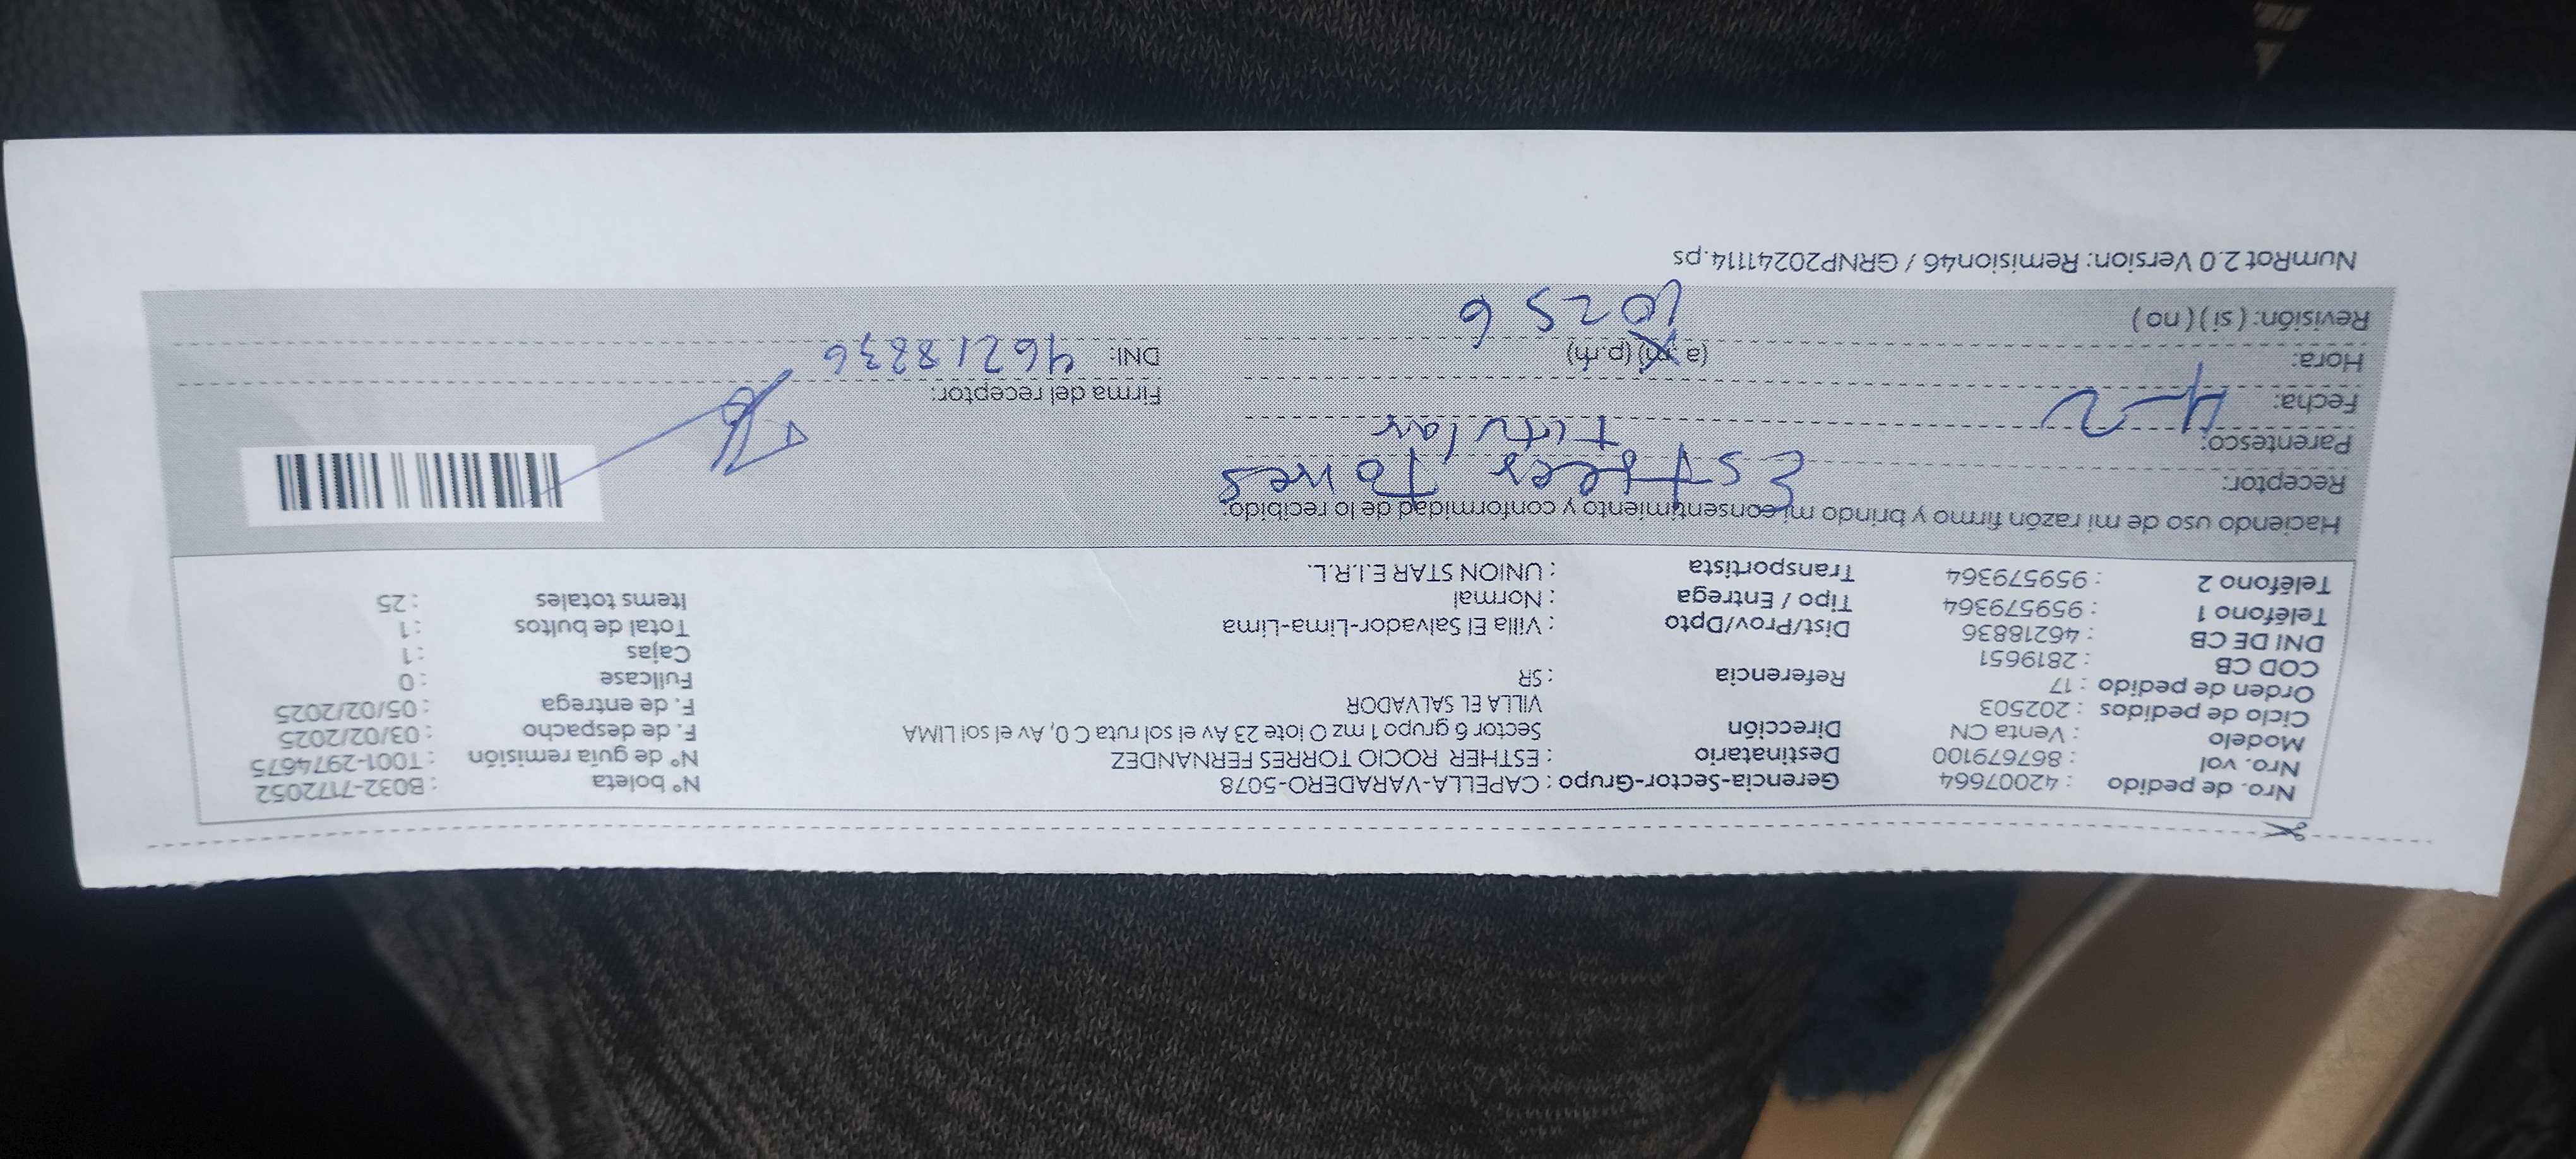 Nro. de pedido : 42007664 Gerencia-Sector-Grupo : CAPELLA-VARADERO-5078 N° boleta : B032-7172052
Nro. vol : 867679100 Destinatario : ESTHER ROCIO TORRES FERNANDEZ N° de guía remisión : T001-2974675
Modelo : Venta CN Dirección Sector 6 grupo 1 mz O lote 23 Av el sol ruta C 0, Av el sol LIMA F. de despacho : 03/02/2025
Ciclo de pedidos : 202503 VILLA EL SALVADOR F. de entrega : 05/02/2025
Orden de pedido : 17 Referencia : SR Fullcase : 0
COD CB : 2819651 Cajas : 1
DNI DE CB : 46218836 Dist/Prov/Dpto : Villa El Salvador-Lima-Lima Total de bultos : 1
Teléfono 1 : 959579364 Tipo / Entrega : Normal Items totales : 25
Teléfono 2 : 959579364 Transportista : UNION STAR E.I.R.L.
Haciendo uso de mi razón firmo y brindo mi consentimiento y conformidad de lo recibido:
Receptor: Torres
Parentesco: titular
Fecha: 4-2 Firma del receptor:
Hora: (a.m) (p.m) DNI: 46218836
Revisión: ( si ) ( no )
NumRot 2.0 Version: Remision46 / GRNP20241114.ps